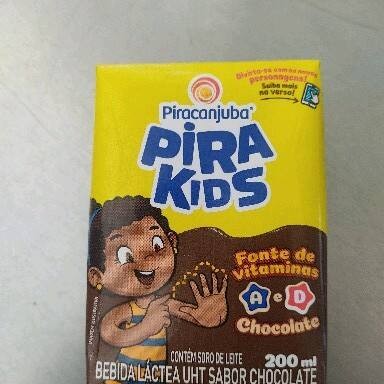 Divirta-se com os novos
personagens!
Saiba mais
no verso!
Piracanjuba
PIRA
KIDS
Fonte de
vitaminas
A e D
Chocolate
CONTÉM SORO DE LEITE
200 ml
BEBIDA LÁCTEA UHT SABOR CHOCOLATE